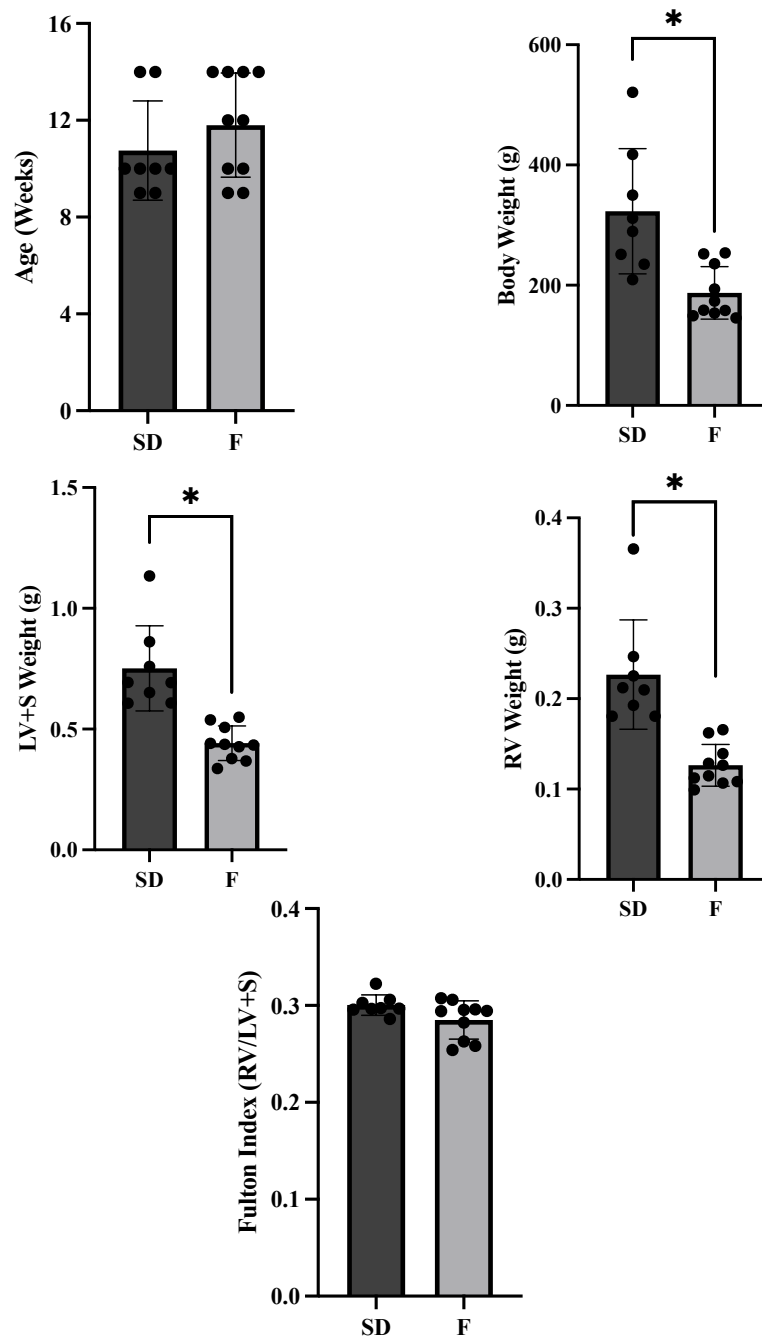 Age (Weeks)
16
12
8
4
0
SD
F
Body Weight (g)
600
400
200
0
*
SD
F
LV+S Weight (g)
1.5
1.0
0.5
0.0
*
SD
F
RV Weight (g)
0.4
0.3
0.2
0.1
0.0
*
SD
F
Fulton Index (RV/LV+S)
0.4
0.3
0.2
0.1
0.0
SD
F